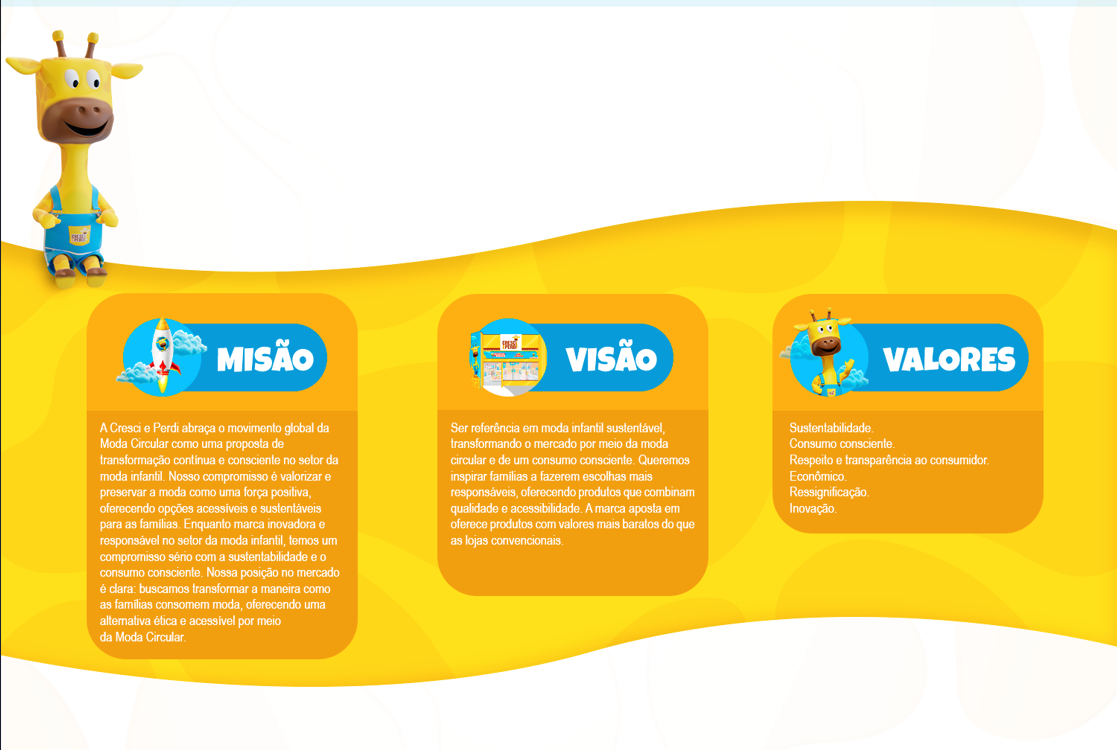 MISÃO
A Cresci e Perdi abraça o movimento global da
Moda Circular como uma proposta de
transformação contínua e consciente no setor da
moda infantil. Nosso compromisso é valorizar e
preservar a moda como uma força positiva,
oferecendo opções acessíveis e sustentáveis
para as famílias. Enquanto marca inovadora e
responsável no setor da moda infantil, temos um
compromisso sério com a sustentabilidade e o
consumo consciente. Nossa posição no mercado
é clara: buscamos transformar a maneira como
as famílias consomem moda, oferecendo uma
alternativa ética e acessível por meio
da Moda Circular.
VISÃO
Ser referência em moda infantil sustentável,
transformando o mercado por meio da moda
circular e de um consumo consciente. Queremos
inspirar famílias a fazerem escolhas mais
responsáveis, oferecendo produtos que combinam
qualidade e acessibilidade. A marca aposta em
oferece produtos com valores mais baratos do que
as lojas convencionais.
VALORES
Sustentabilidade.
Consumo consciente.
Respeito e transparência ao consumidor.
Econômico.
Ressignificação.
Inovação.